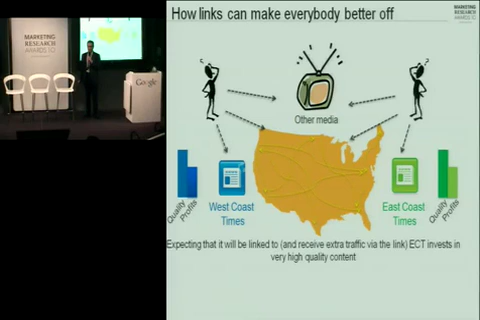 How links can make everybody better off
MARKETING
RESEARCH
AWARDS
MARKETING
RESEARCH
AWARDS
Google
Other media
West Coast
Times
East Coast
Times
Quality
Profits
Quality
Profits
Expecting that it will be linked to (and receive extra traffic via the link) ECT invests in
very high quality content